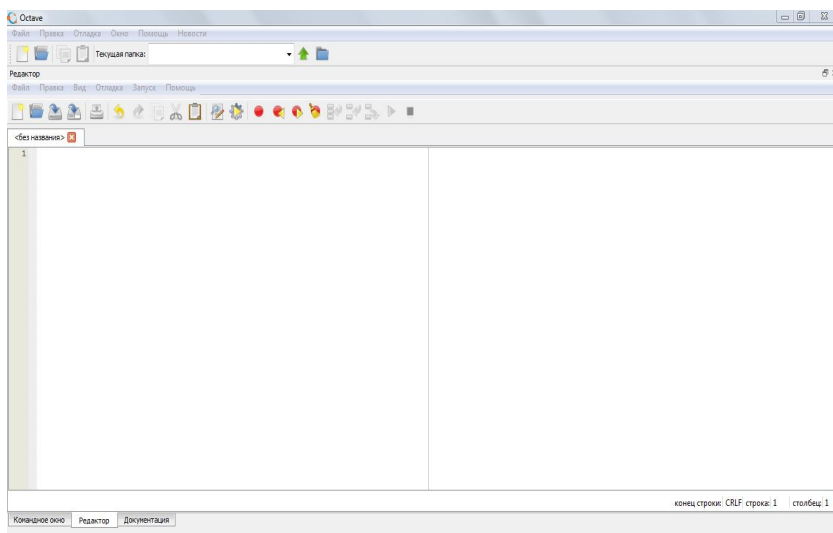 Octave
Файл Правка Отладка Окно Помощь Новости
Текущая папка:
Редактор
Файл Правка Вид Отладка Запуск Помощь
<без названия>
1
конец строки: CRLF строка: 1 столбец: 1
Командное окно Редактор Документация